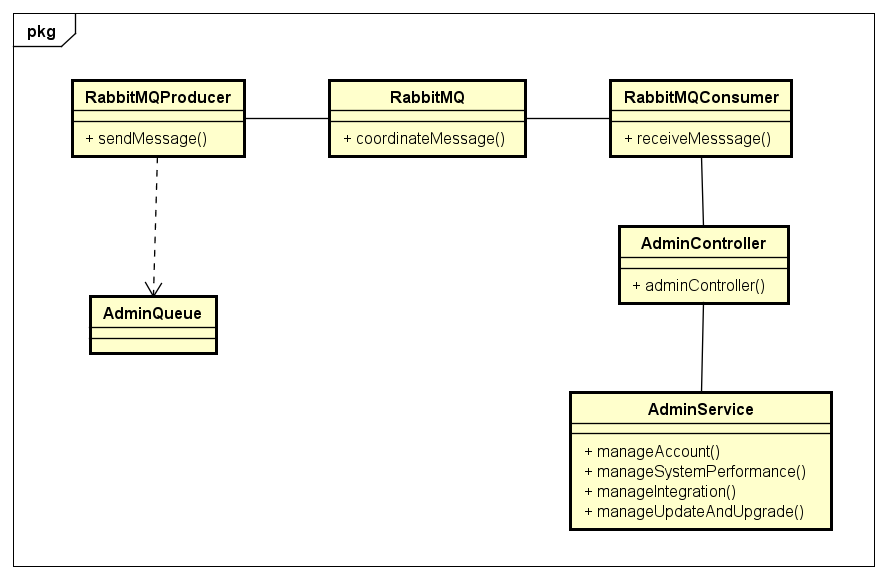 pkg
RabbitMQProducer
+ sendMessage()
RabbitMQ
+ coordinateMessage()
RabbitMQConsumer
+ receiveMesssage()
AdminController
+ adminController()
AdminQueue
AdminService
+ manageAccount()
+ manageSystemPerformance()
+ manageIntegration()
+ manageUpdateAndUpgrade()